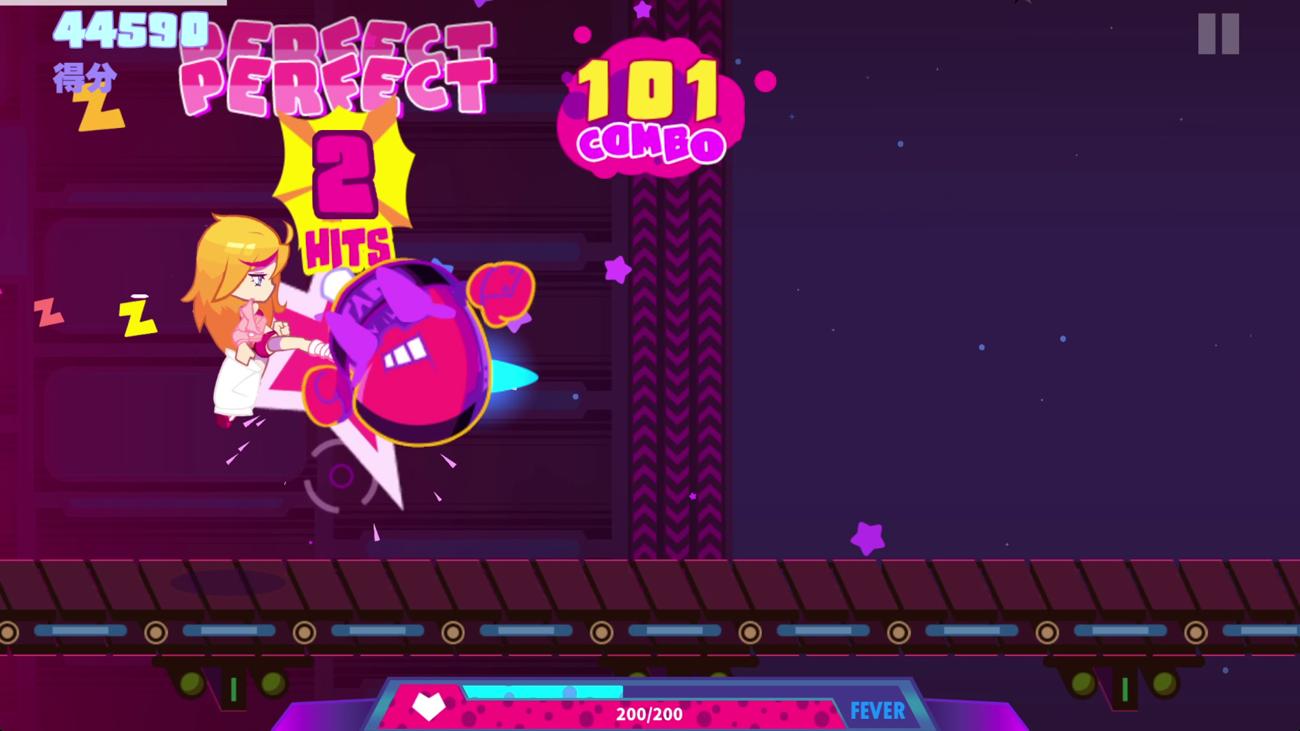 44590
得分
PERFECT
PERFECT
101
COMBO
2
HITS
Z
Z
Z
200/200
FEVER